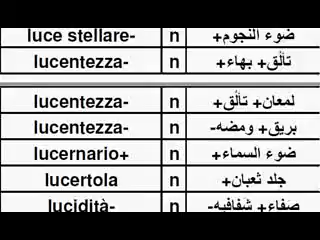 luce stellare- n ضوء النجوم+
lucentezza- n تألق+ بهاء+
lucentezza- n لمعان+ تألق+
lucentezza- n بريق+ ومضه-
lucernario+ n ضوء السماء+
lucertola n جلد ثعبان+
lucidità- n صفاء+ شفافيه-